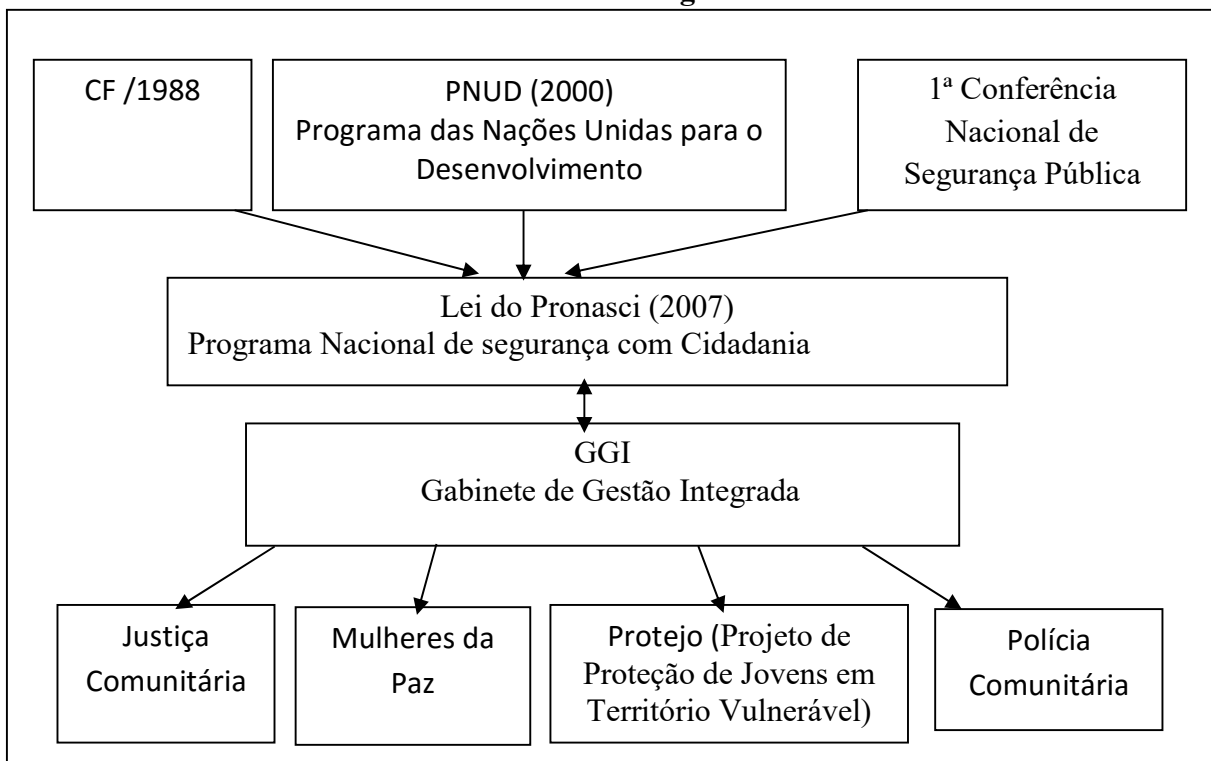 CF /1988
PNUD (2000)
Programa das Nações Unidas para o
Desenvolvimento
1ª Conferência
Nacional de
Segurança Pública
Lei do Pronasci (2007)
Programa Nacional de segurança com Cidadania
GGI
Gabinete de Gestão Integrada
Justiça
Comunitária
Mulheres da
Paz
Protejo (Projeto de
Proteção de Jovens em
Território Vulnerável)
Polícia
Comunitária